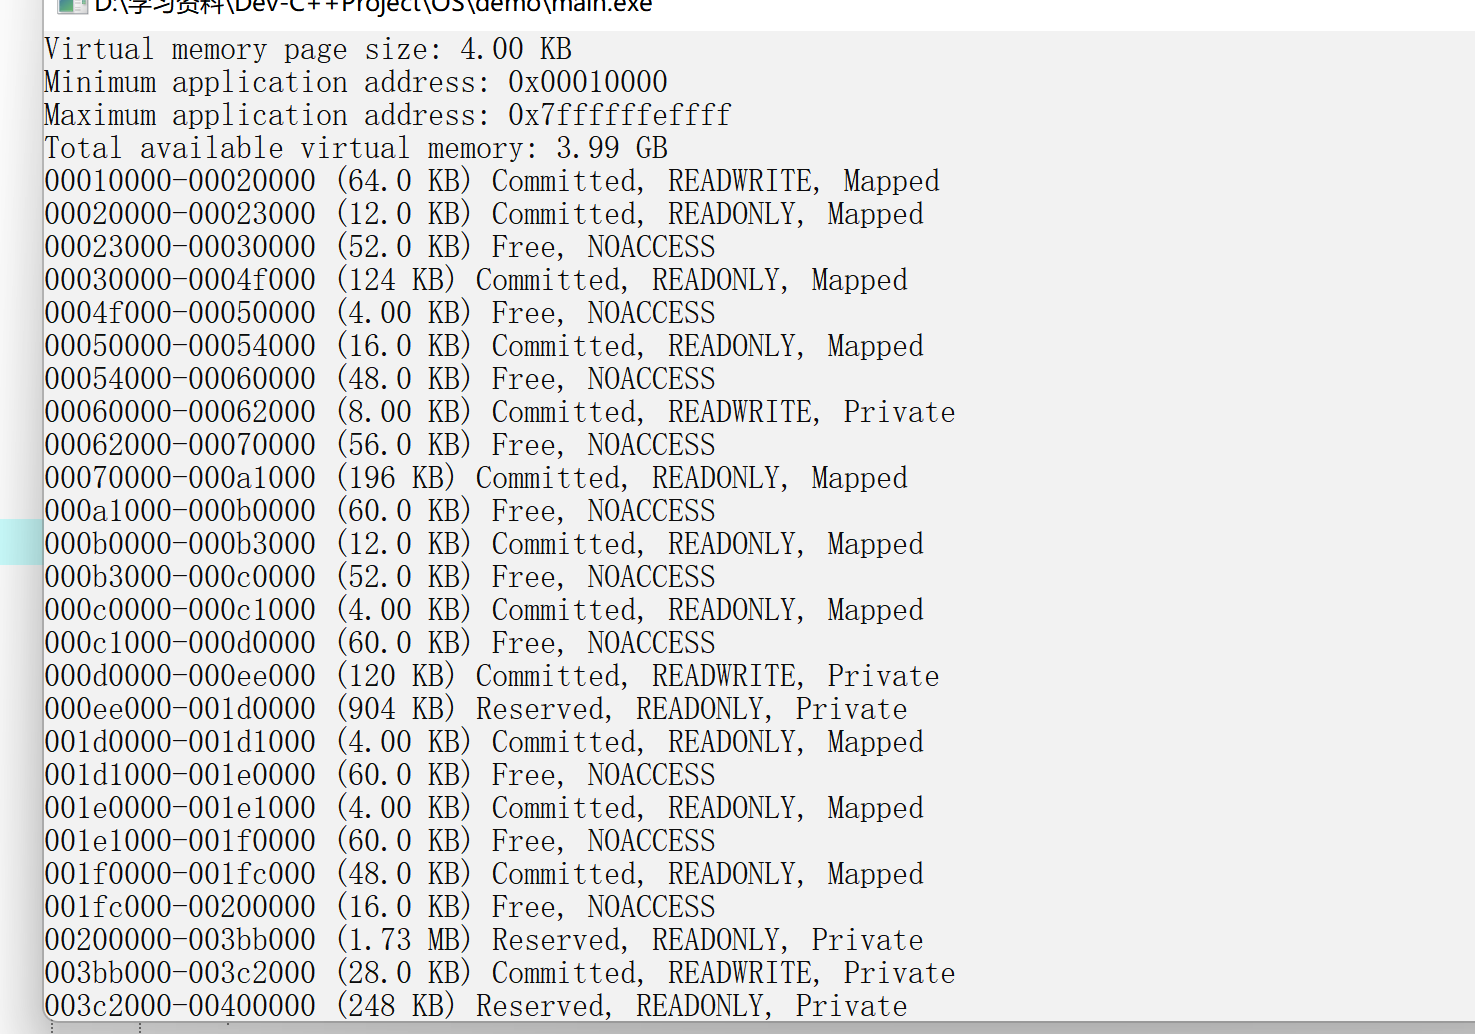 D:\学习资料\Dev-C++Project\OS\demo\main.exe
Virtual memory page size: 4.00 KB
Minimum application address: 0x00010000
Maximum application address: 0x7ffffffeffff
Total available virtual memory: 3.99 GB
00010000-00020000 (64.0 KB) Committed, READWRITE, Mapped
00020000-00023000 (12.0 KB) Committed, READONLY, Mapped
00023000-00030000 (52.0 KB) Free, NOACCESS
00030000-0004f000 (124 KB) Committed, READONLY, Mapped
0004f000-00050000 (4.00 KB) Free, NOACCESS
00050000-00054000 (16.0 KB) Committed, READONLY, Mapped
00054000-00060000 (48.0 KB) Free, NOACCESS
00060000-00062000 (8.00 KB) Committed, READWRITE, Private
00062000-00070000 (56.0 KB) Free, NOACCESS
00070000-000a1000 (196 KB) Committed, READONLY, Mapped
000a1000-000b0000 (60.0 KB) Free, NOACCESS
000b0000-000b3000 (12.0 KB) Committed, READONLY, Mapped
000b3000-000c0000 (52.0 KB) Free, NOACCESS
000c0000-000c1000 (4.00 KB) Committed, READONLY, Mapped
000c1000-000d0000 (60.0 KB) Free, NOACCESS
000d0000-000ee000 (120 KB) Committed, READWRITE, Private
000ee000-001d0000 (904 KB) Reserved, READONLY, Private
001d0000-001d1000 (4.00 KB) Committed, READONLY, Mapped
001d1000-001e0000 (60.0 KB) Free, NOACCESS
001e0000-001e1000 (4.00 KB) Committed, READONLY, Mapped
001e1000-001f0000 (60.0 KB) Free, NOACCESS
001f0000-001fc000 (48.0 KB) Committed, READONLY, Mapped
001fc000-00200000 (16.0 KB) Free, NOACCESS
00200000-003bb000 (1.73 MB) Reserved, READONLY, Private
003bb000-003c2000 (28.0 KB) Committed, READWRITE, Private
003c2000-00400000 (248 KB) Reserved, READONLY, Private